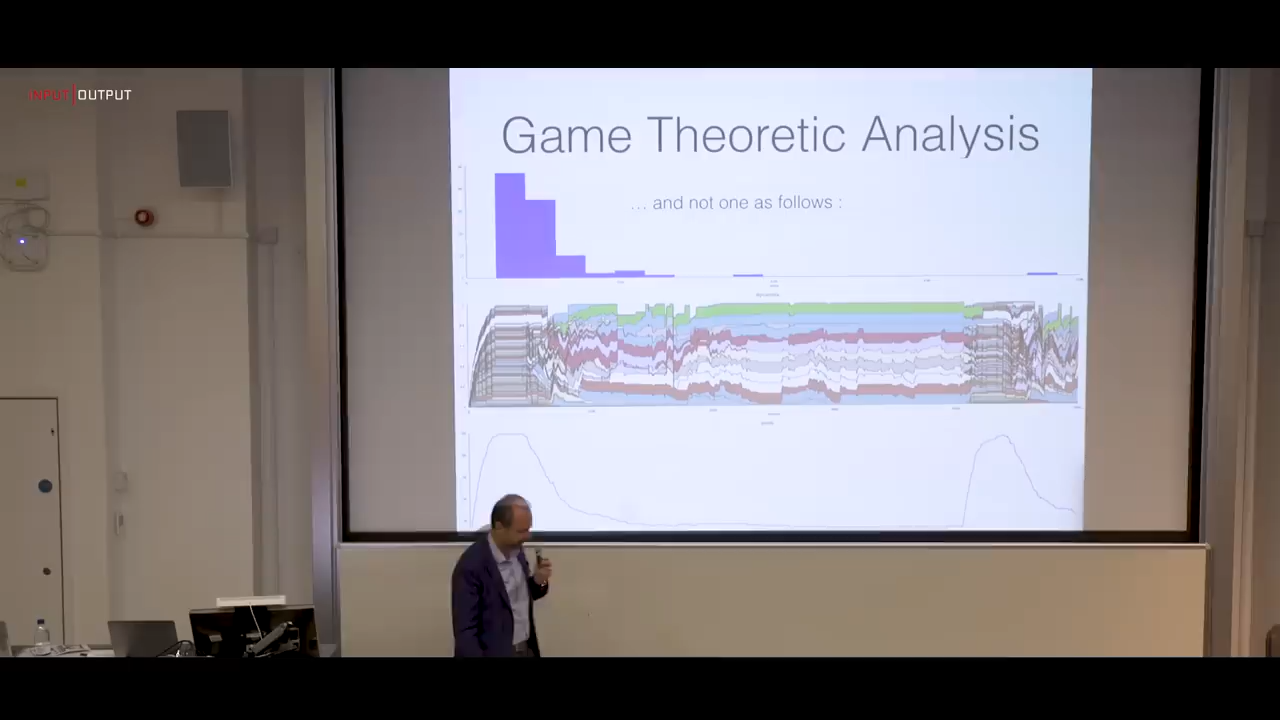 INPUT|OUTPUT
Game Theoretic Analysis
... and not one as follows :